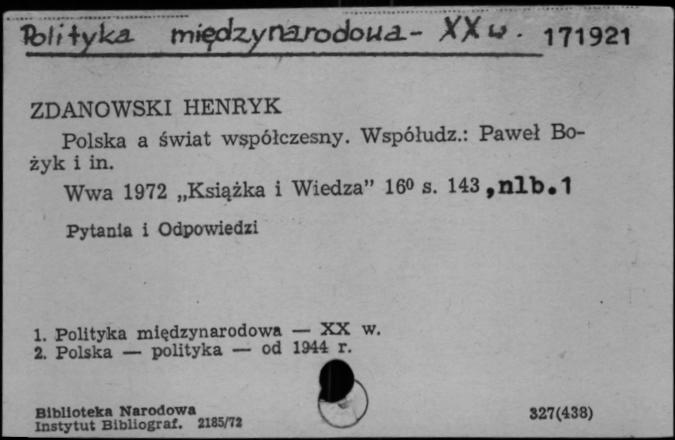 Polityka międzynarodowa - XX w. 171921
ZDANOWSKI HENRYK
Polska a świat współczesny. Współudz.: Paweł Bo-
żyk i in.
Wwa 1972 „Książka i Wiedza” 16⁰ s. 143, nlb. 1
Pytania i Odpowiedzi
1. Polityka międzynarodowa — XX w.
2. Polska — polityka — od 1944 r.
Biblioteka Narodowa
Instytut Bibliograf. 2185/72
327(438)